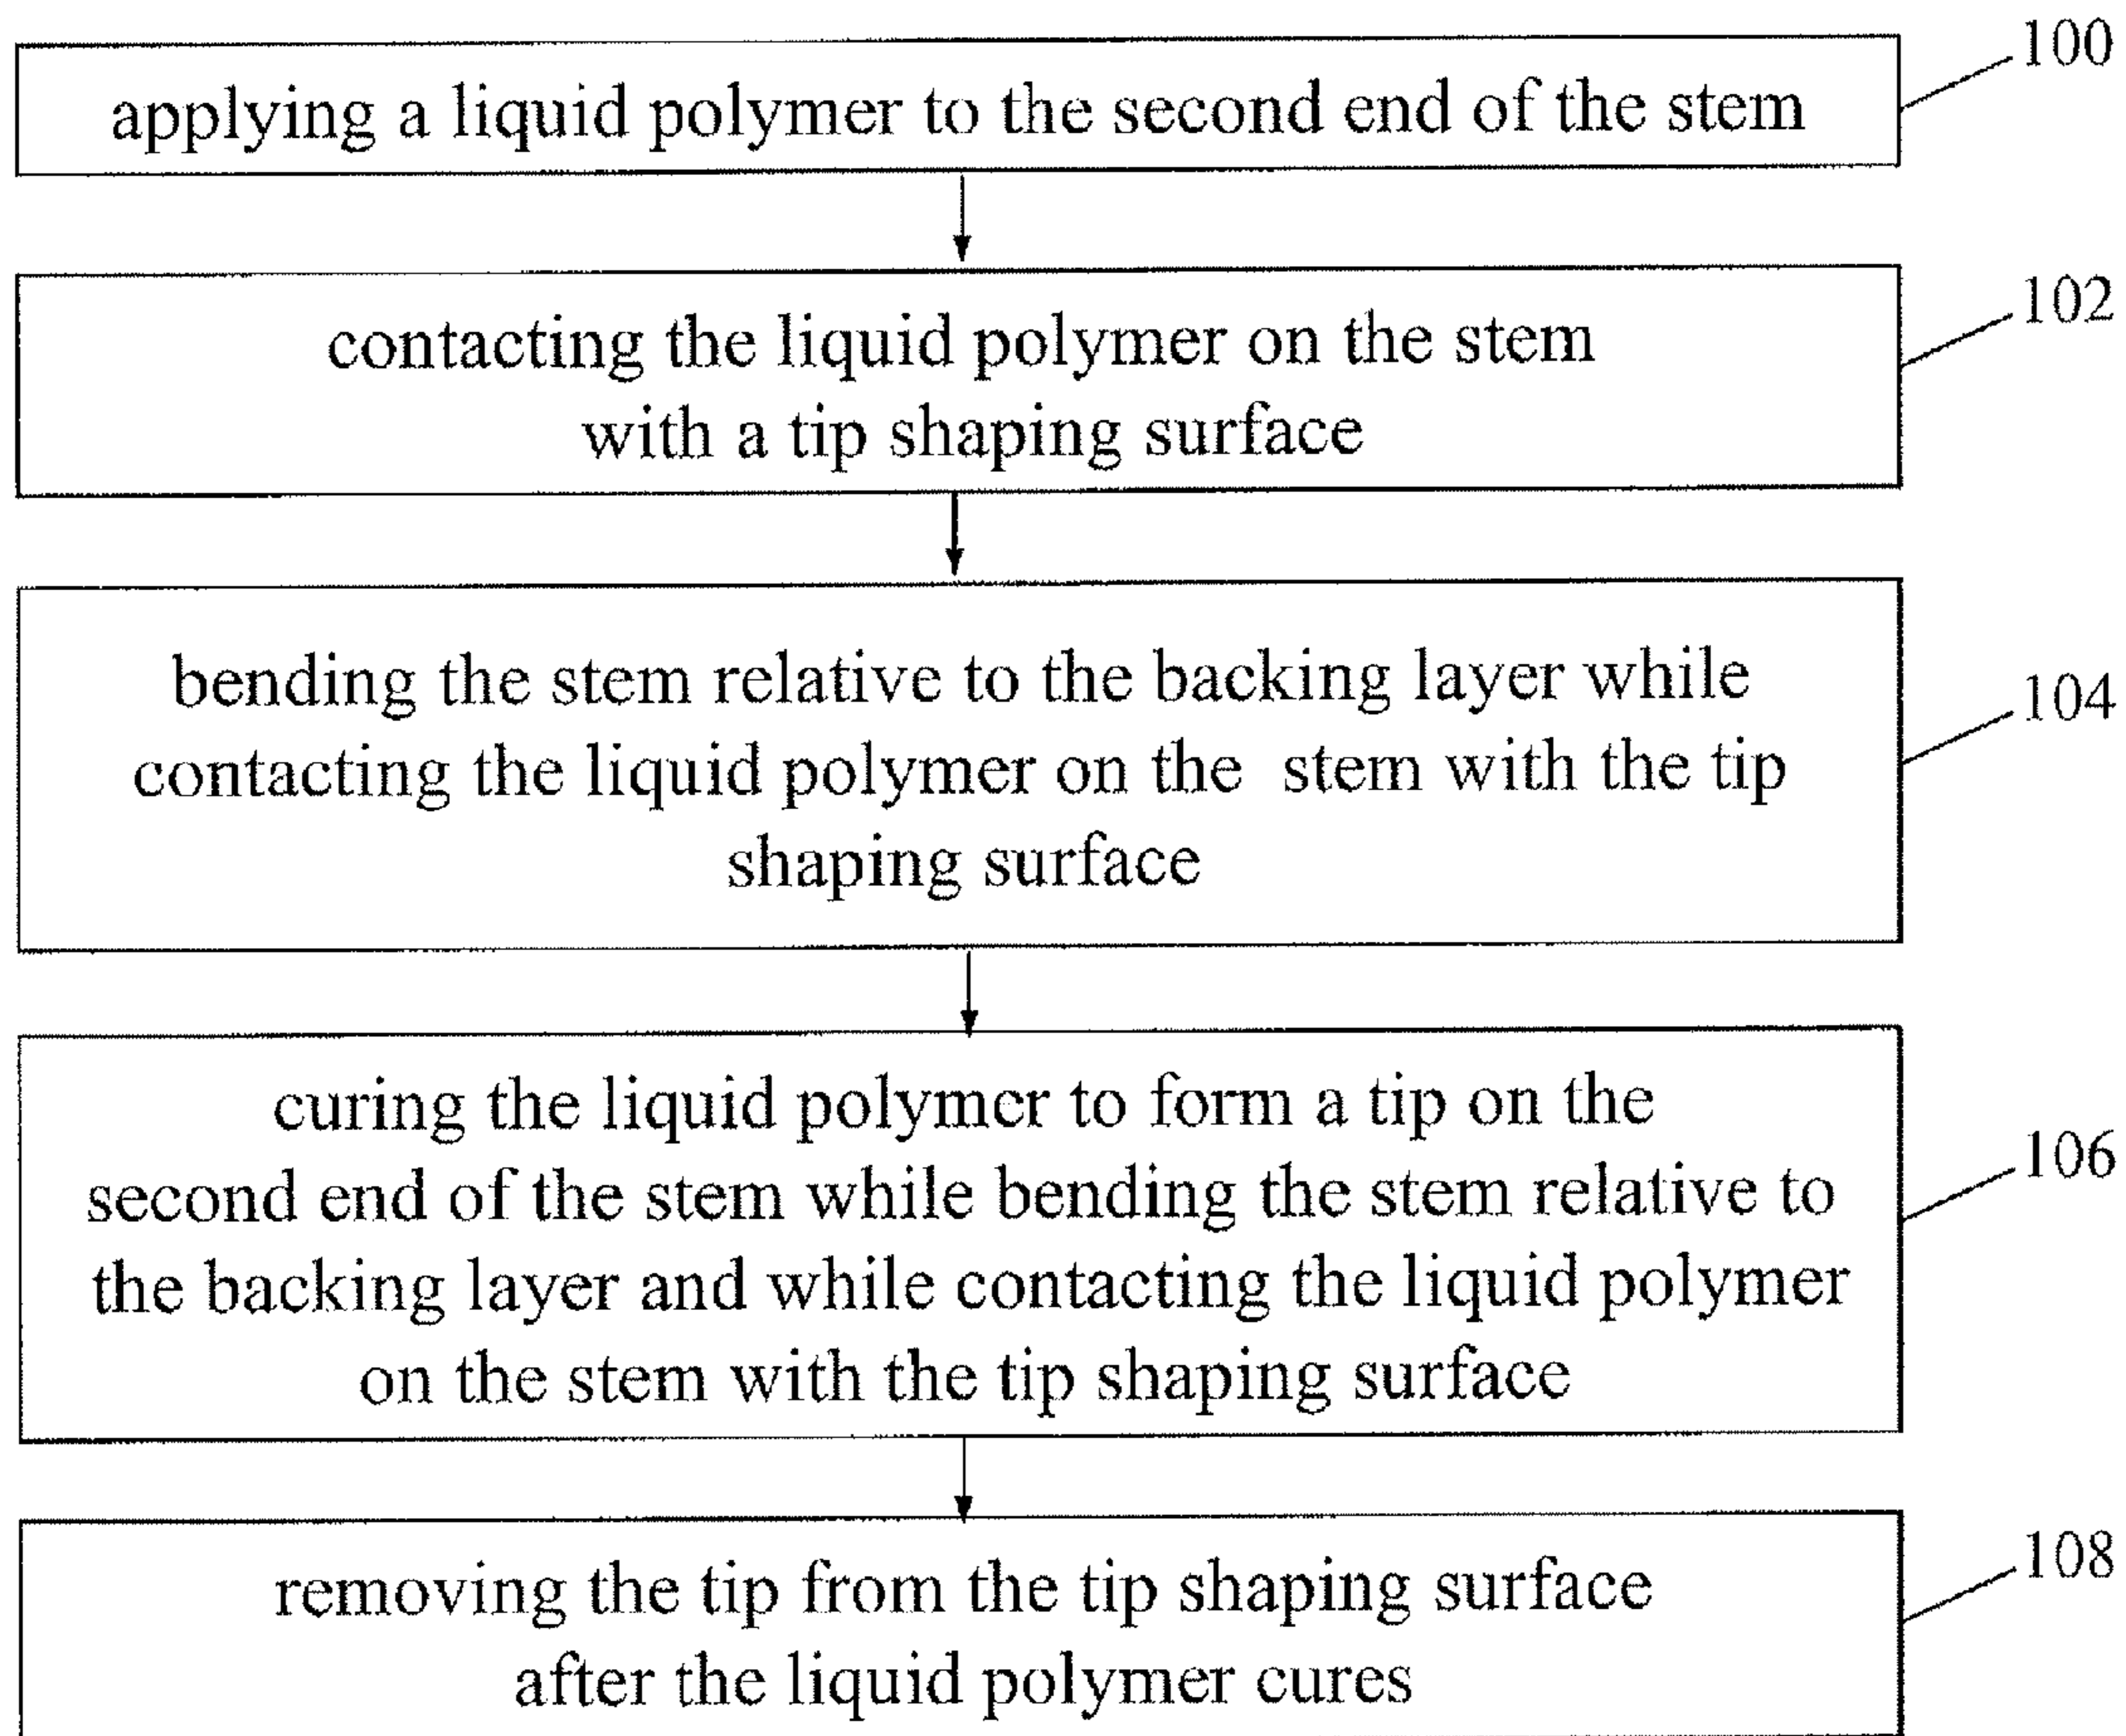 100
applying a liquid polymer to the second end of the stem
102
contacting the liquid polymer on the stem
with a tip shaping surface
104
bending the stem relative to the backing layer while
contacting the liquid polymer on the stem with the tip
shaping surface
106
curing the liquid polymer to form a tip on the
second end of the stem while bending the stem relative to
the backing layer and while contacting the liquid polymer
on the stem with the tip shaping surface
108
removing the tip from the tip shaping surface
after the liquid polymer cures